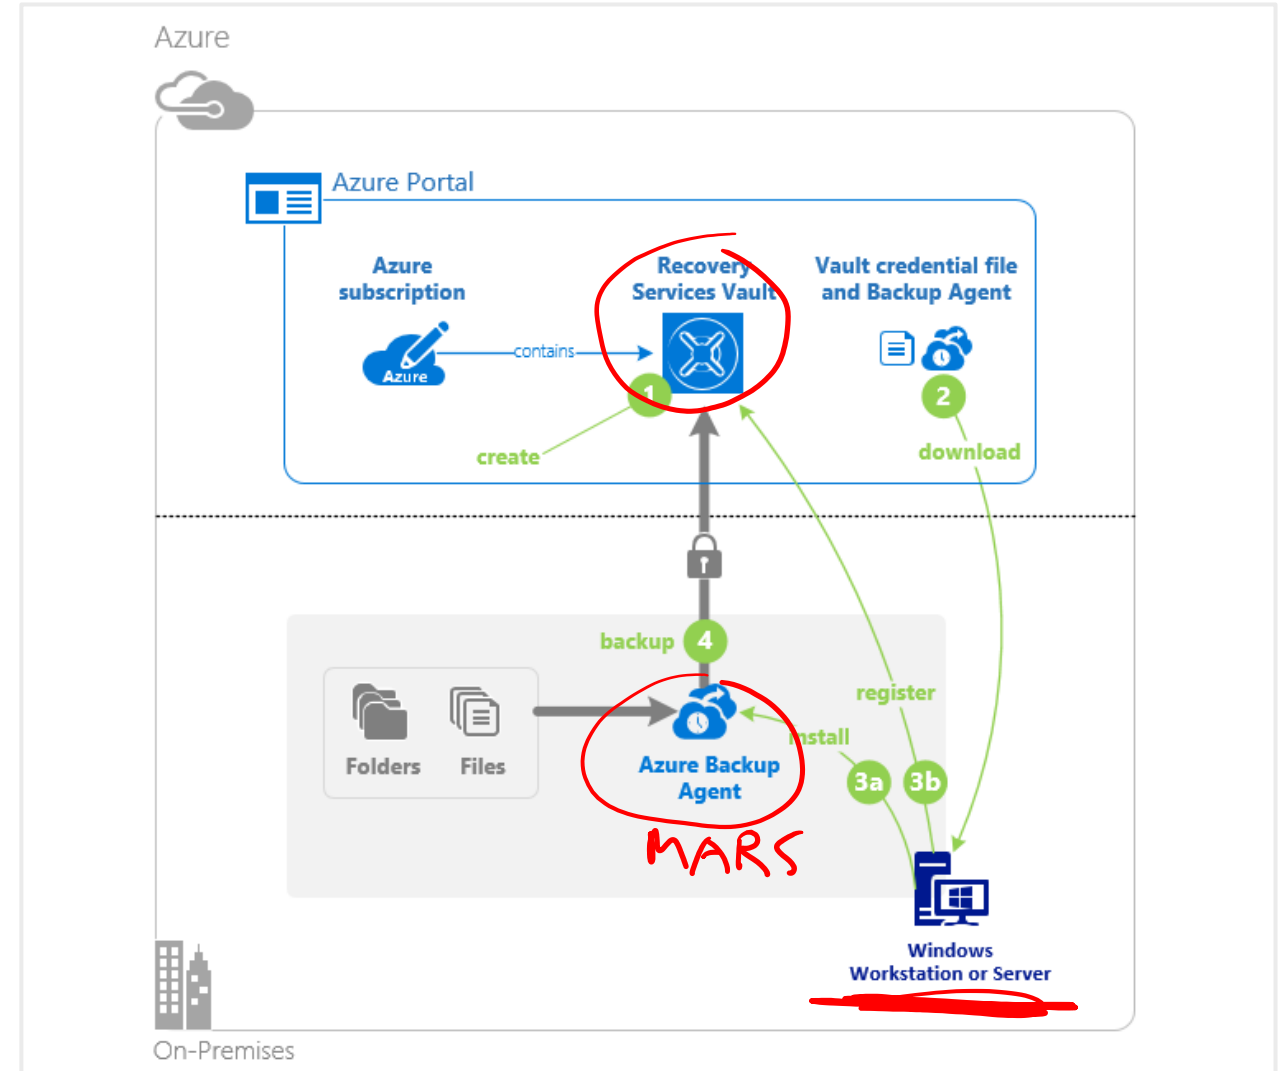 Azure
Azure Portal
Azure
subscription
Recovery
Services Vault
Vault credential file
and Backup Agent
contains
Azure
1
2
create
download
backup
4
register
install
Folders
Files
Azure Backup
Agent
3a
3b
MARS
Windows
Workstation or Server
On-Premises